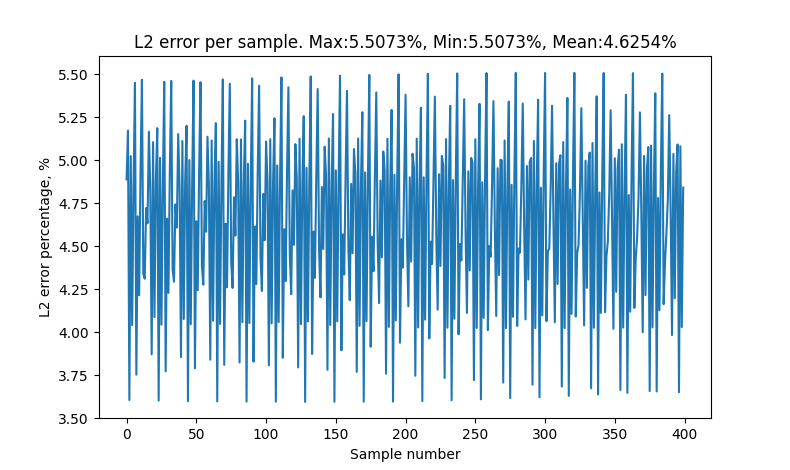 L2 error per sample. Max:5.5073%, Min:5.5073%, Mean:4.6254%
L2 error percentage, %
5.50
5.25
5.00
4.75
4.50
4.25
4.00
3.75
3.50
0 50 100 150 200 250 300 350 400
Sample number